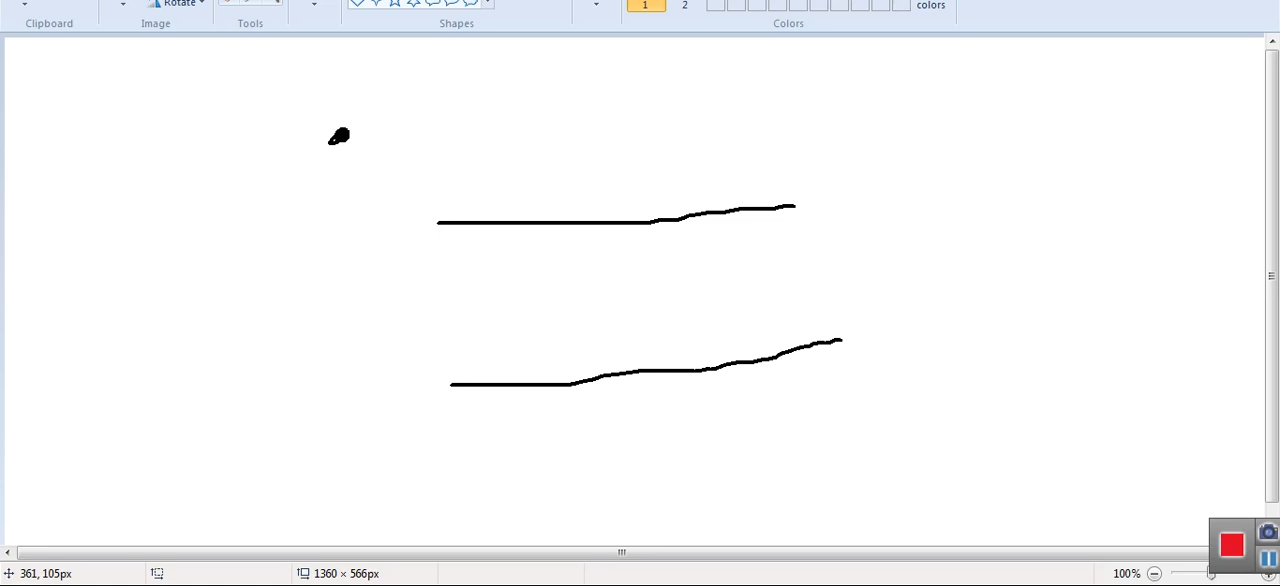 Rotate
1 2 colors
Clipboard Image Tools Shapes Colors
361, 105px 1360 × 566px 100%